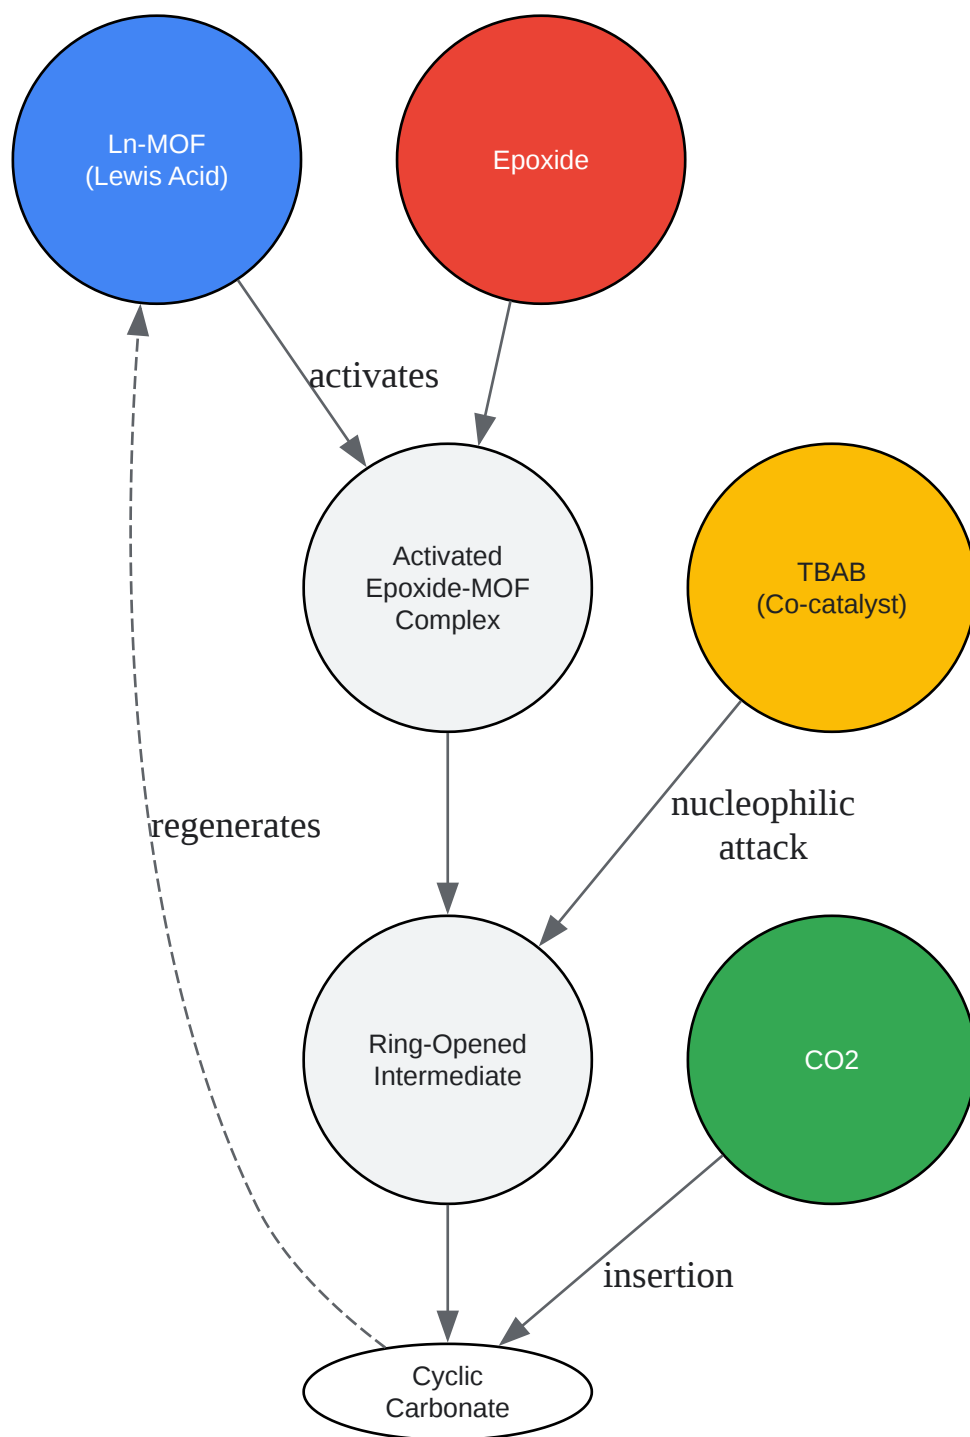 Ln-MOF
(Lewis Acid)
Epoxide
activates
Activated
Epoxide-MOF
Complex
TBAB
(Co-catalyst)
nucleophilic
attack
regenerates
Ring-Opened
Intermediate
CO2
insertion
Cyclic
Carbonate